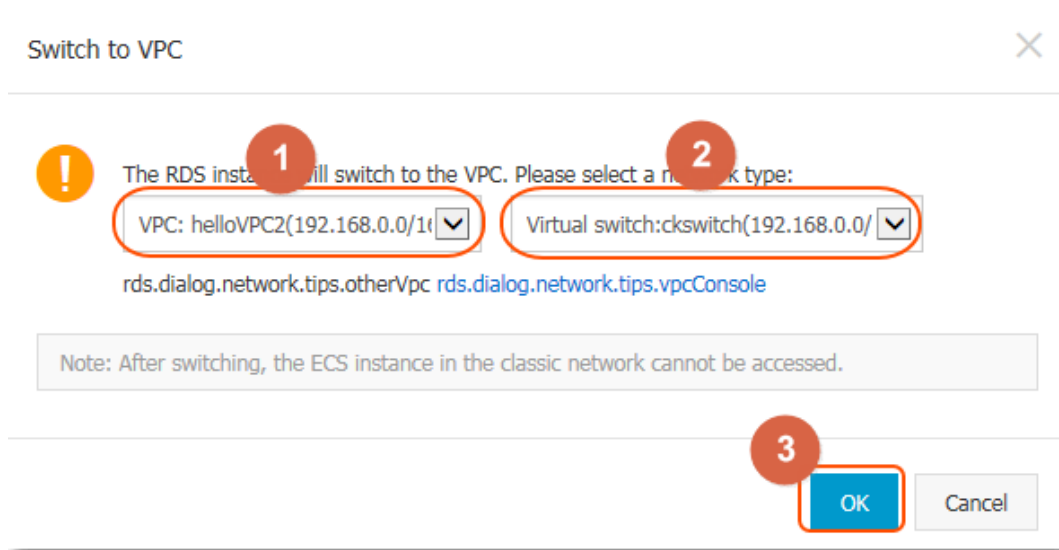 Switch to VPC
!
1
2
The RDS insta ill switch to the VPC. Please select a n k type:
VPC: helloVPC2(192.168.0.0/16
Virtual switch:ckswitch(192.168.0.0/
rds.dialog.network.tips.otherVpc rds.dialog.network.tips.vpcConsole
Note: After switching, the ECS instance in the classic network cannot be accessed.
3
OK
Cancel